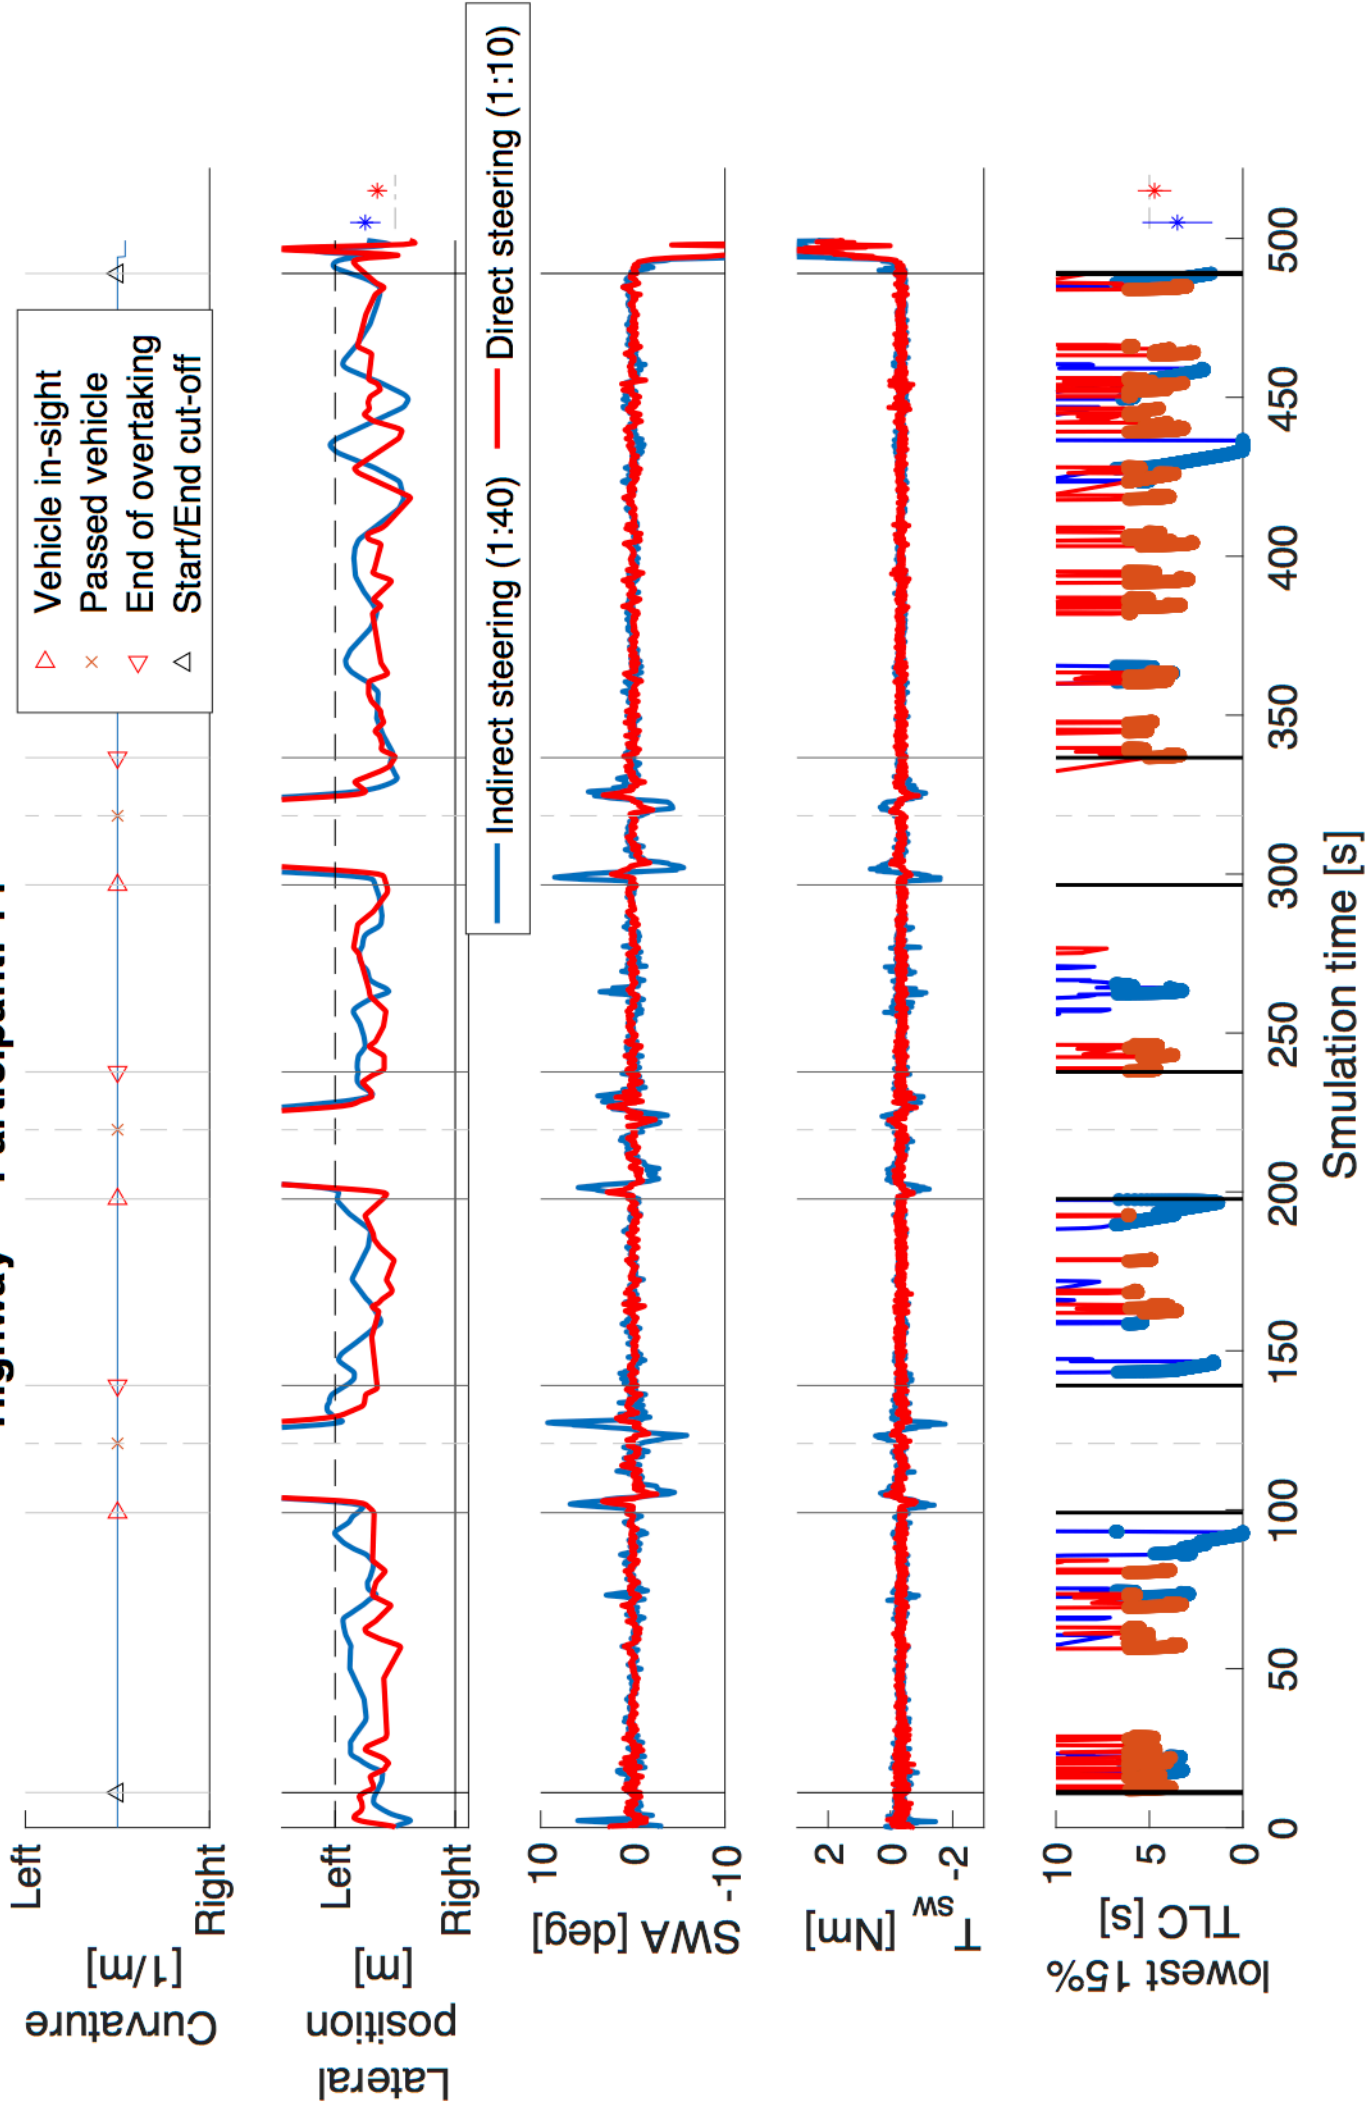 Left
Right
Curvature
[1/m]
Vehicle in-sight
Passed vehicle
End of overtaking
Start/End cut-off
Left
Right
Lateral
position
[m]
Indirect steering (1:40)
Direct steering (1:10)
10
0
-10
SWA [deg]
2
0
-2
T_sw [Nm]
10
5
0
lowest 15%
TLC [s]
0
50
100
150
200
250
300
350
400
450
500
Smulation time [s]